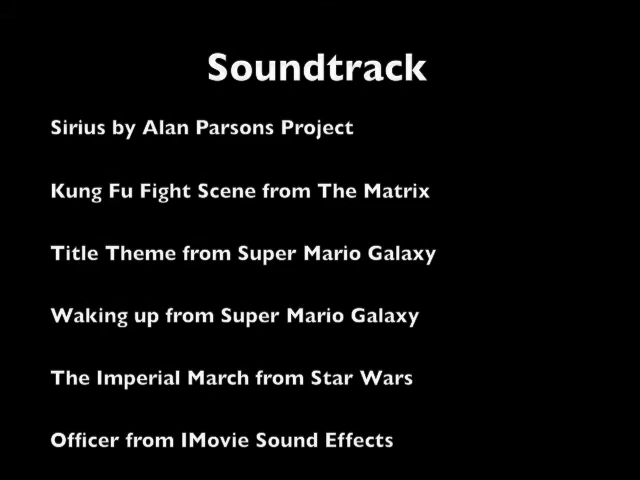 Soundtrack
Sirius by Alan Parsons Project
Kung Fu Fight Scene from The Matrix
Title Theme from Super Mario Galaxy
Waking up from Super Mario Galaxy
The Imperial March from Star Wars
Officer from IMovie Sound Effects